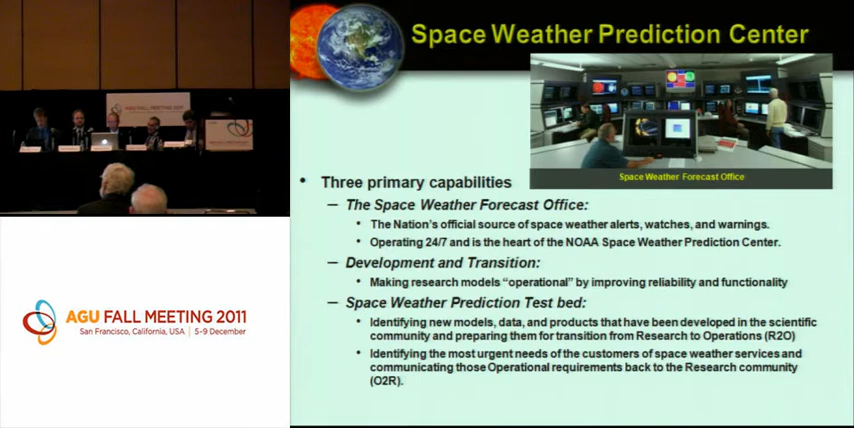 AGU FALL MEETING 2011
AGU FALL MEETING 2011
San Francisco, California, USA | 5-9 December
Space Weather Prediction Center
Space Weather Forecast Office
• Three primary capabilities
– The Space Weather Forecast Office:
• The Nation's official source of space weather alerts, watches, and warnings.
• Operating 24/7 and is the heart of the NOAA Space Weather Prediction Center.
– Development and Transition:
• Making research models “operational” by improving reliability and functionality
– Space Weather Prediction Test bed:
• Identifying new models, data, and products that have been developed in the scientific
community and preparing them for transition from Research to Operations (R2O)
• Identifying the most urgent needs of the customers of space weather services and
communicating those Operational requirements back to the Research community
(O2R).